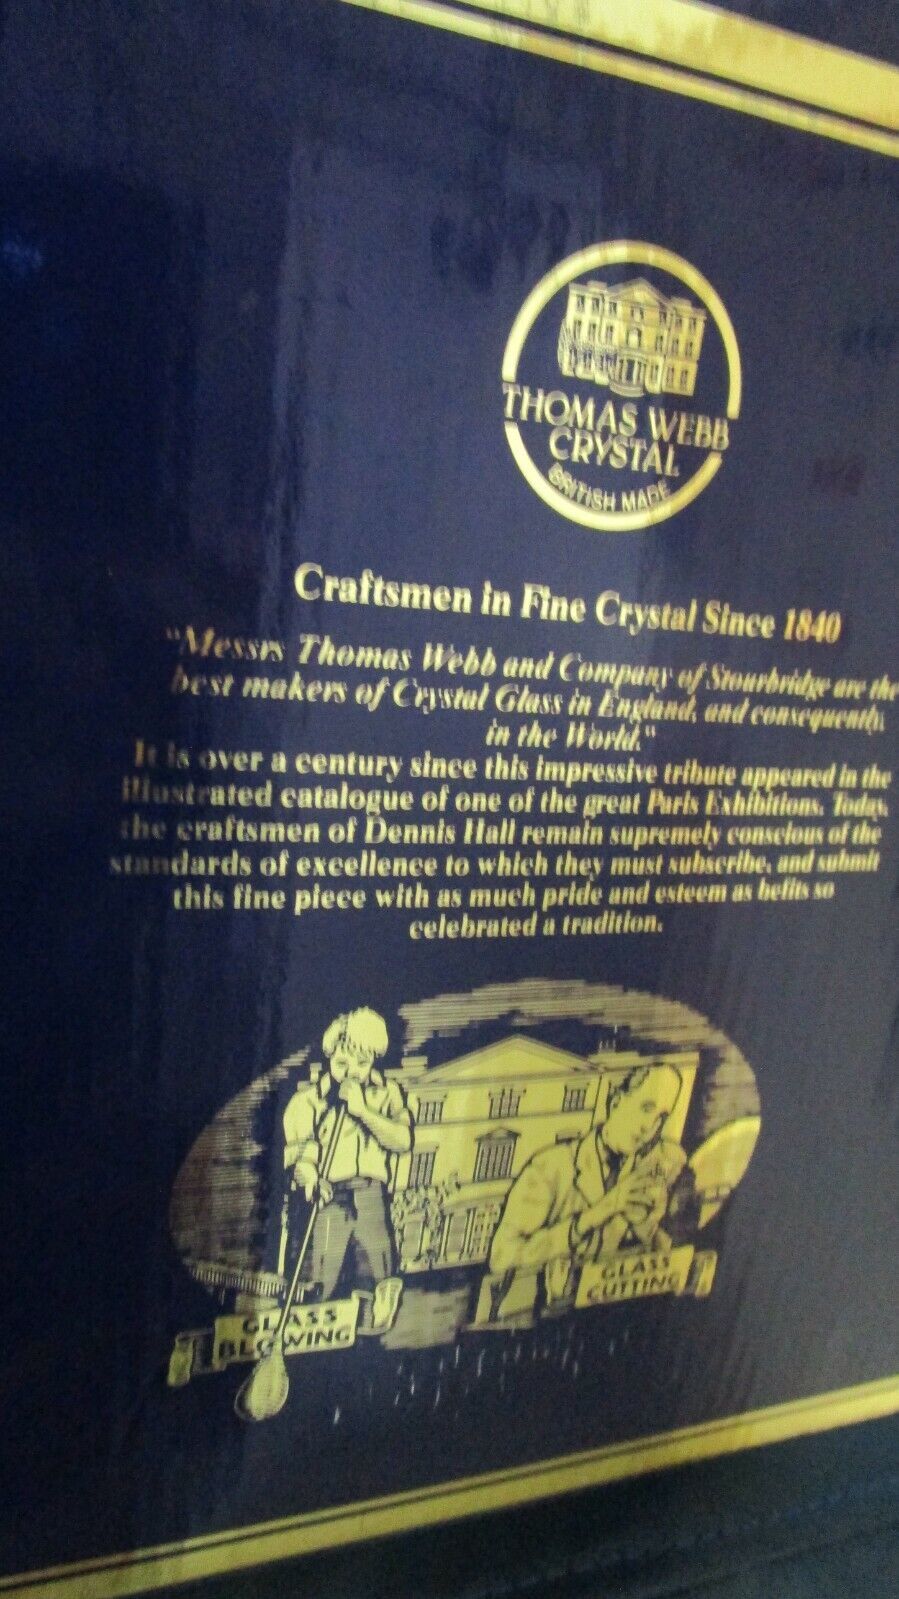 THOMAS WEBB
CRYSTAL
BRITISH MADE
Craftsmen in Fine Crystal Since 1840
"Messrs Thomas Webb and Company of Stourbridge are the
best makers of Crystal Glass in England, and consequently,
in the World."
It is over a century since this impressive tribute appeared in the
illustrated catalogue of one of the great Paris Exhibitions. Today,
the craftsmen of Dennis Hall remain supremely conscious of the
standards of excellence to which they must subscribe, and submit
this fine piece with as much pride and esteem as befits so
celebrated a tradition.
GLASS
BLOWING
GLASS
CUTTING